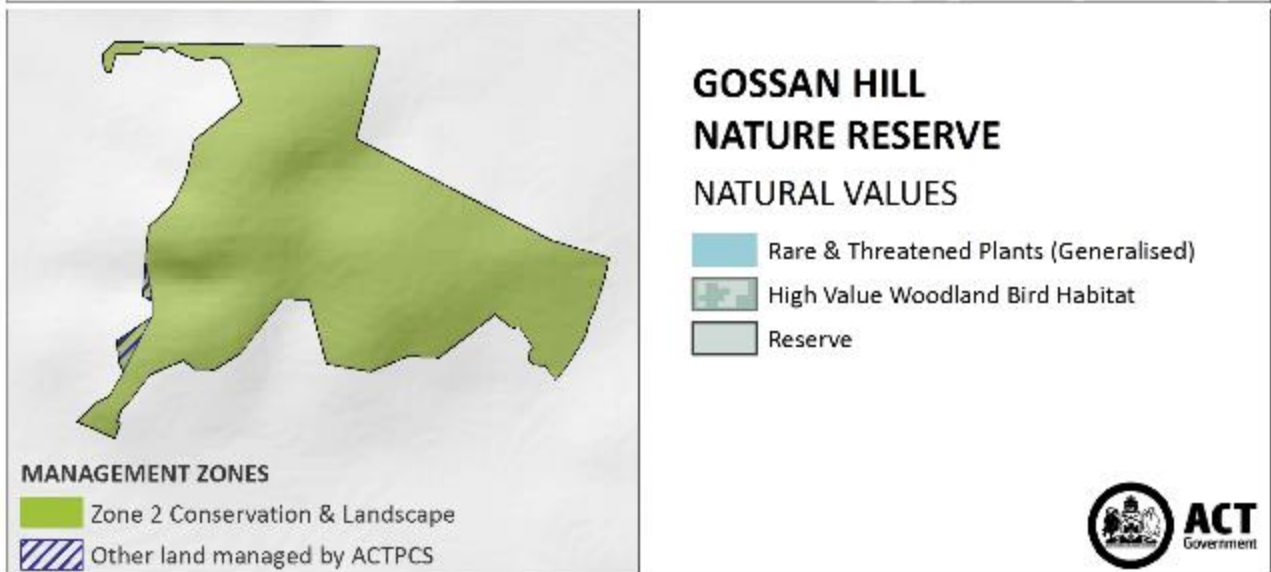 GOSSAN HILL
NATURE RESERVE
NATURAL VALUES
Rare & Threatened Plants (Generalised)
High Value Woodland Bird Habitat
Reserve
MANAGEMENT ZONES
Zone 2 Conservation & Landscape
Other land managed by ACTPCS
ACT
Government